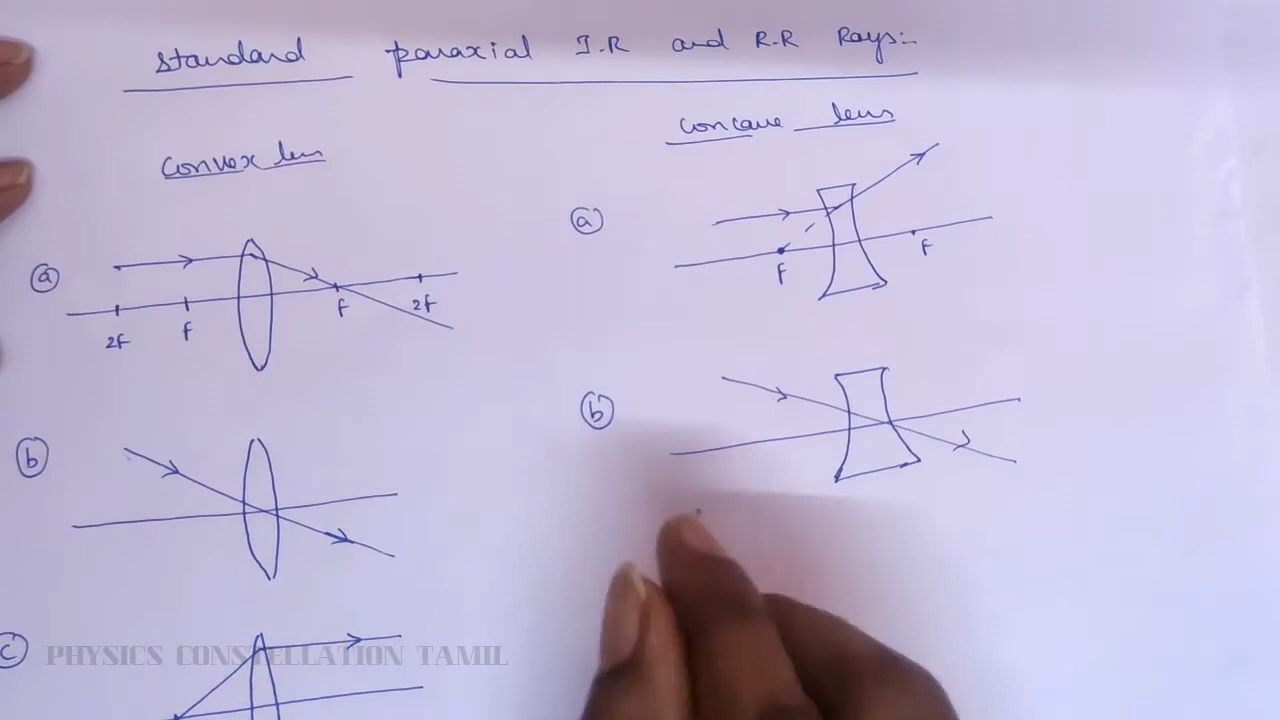 standard paraxial I.R and R.R Rays:-
convex lens
concave lens
a
2F F F 2F
a
F F
b
b
c
PHYSICS CONSTELLATION TAMIL